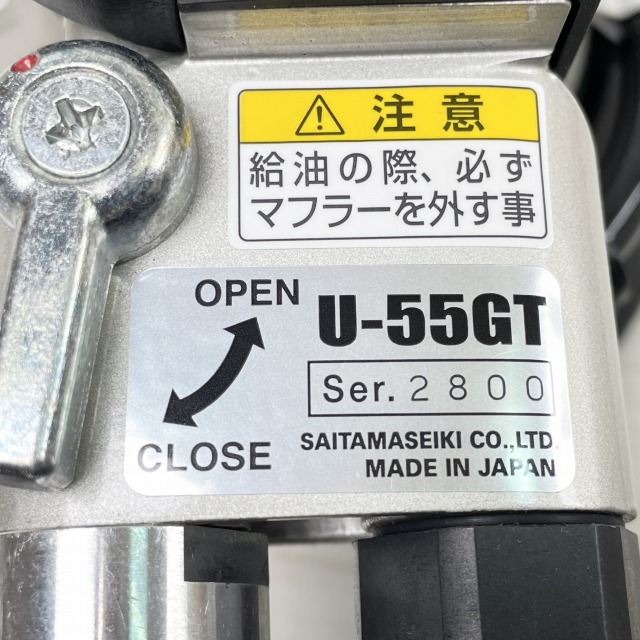 注意
給油の際、必ず
マフラーを外す事
OPEN
U-55GT
Ser. 2800
CLOSE
SAITAMASEIKI CO.,LTD.
MADE IN JAPAN